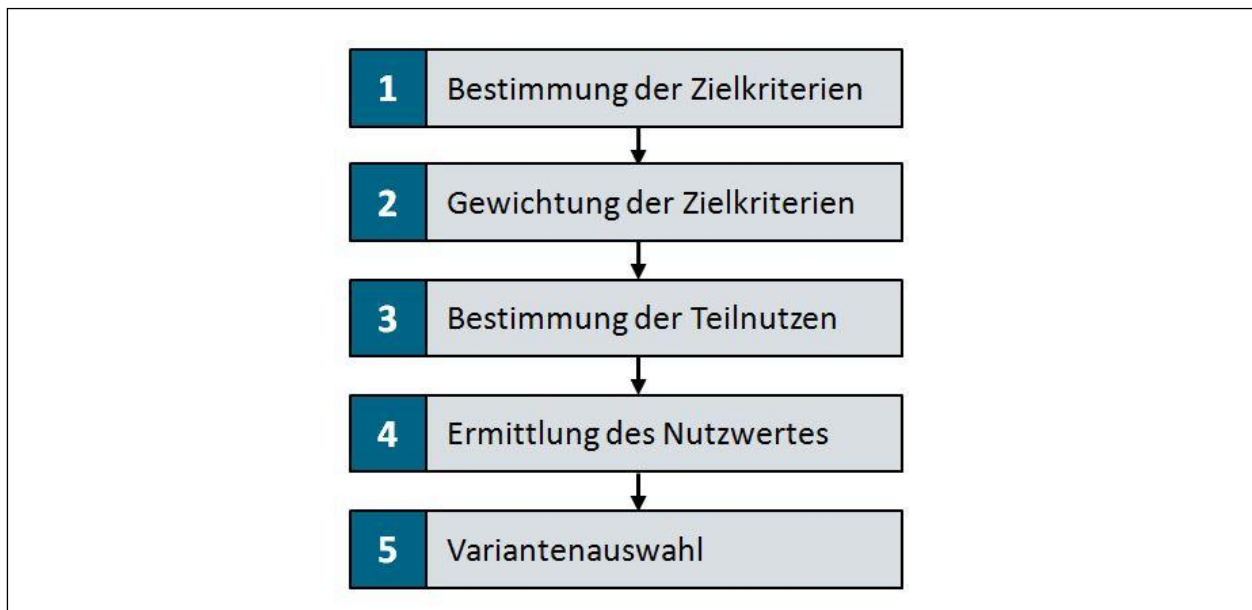 1 Bestimmung der Zielkriterien
2 Gewichtung der Zielkriterien
3 Bestimmung der Teilnutzen
4 Ermittlung des Nutzwertes
5 Variantenauswahl